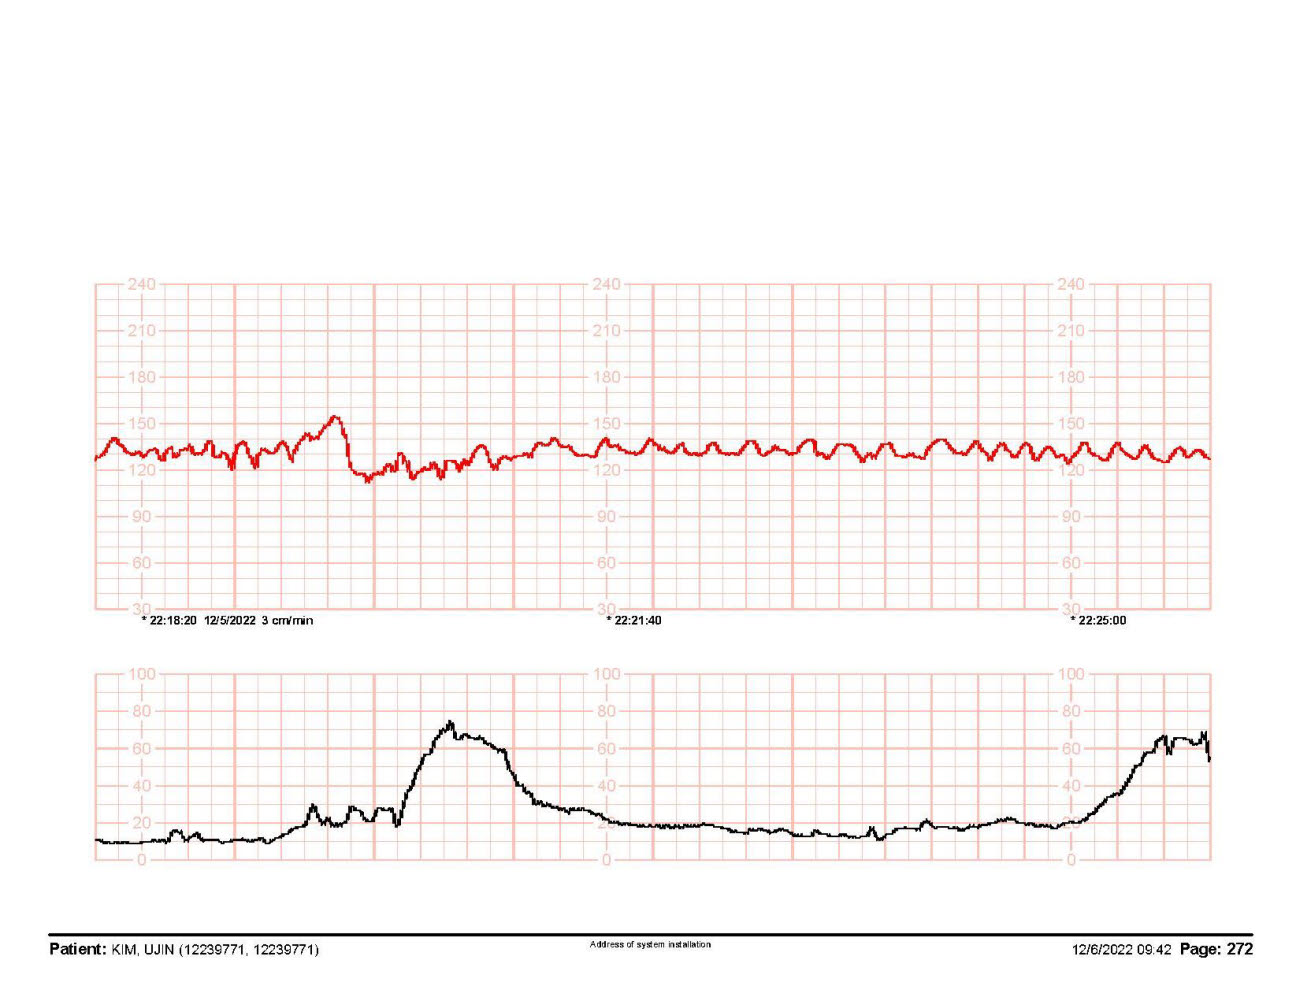 240 240 240
210 210 210
180 180 180
150 150 150
120 120 120
90 90 90
60 60 60
30 30 30
* 22:18:20 12/5/2022 3 cm/min * 22:21:40 * 22:25:00
100 100 100
80 80 80
60 60 60
40 40 40
20 20 20
0 0 0
Patient: KIM, UJIN (12239771, 12239771) Address of system installation 12/6/2022 09:42 Page: 272